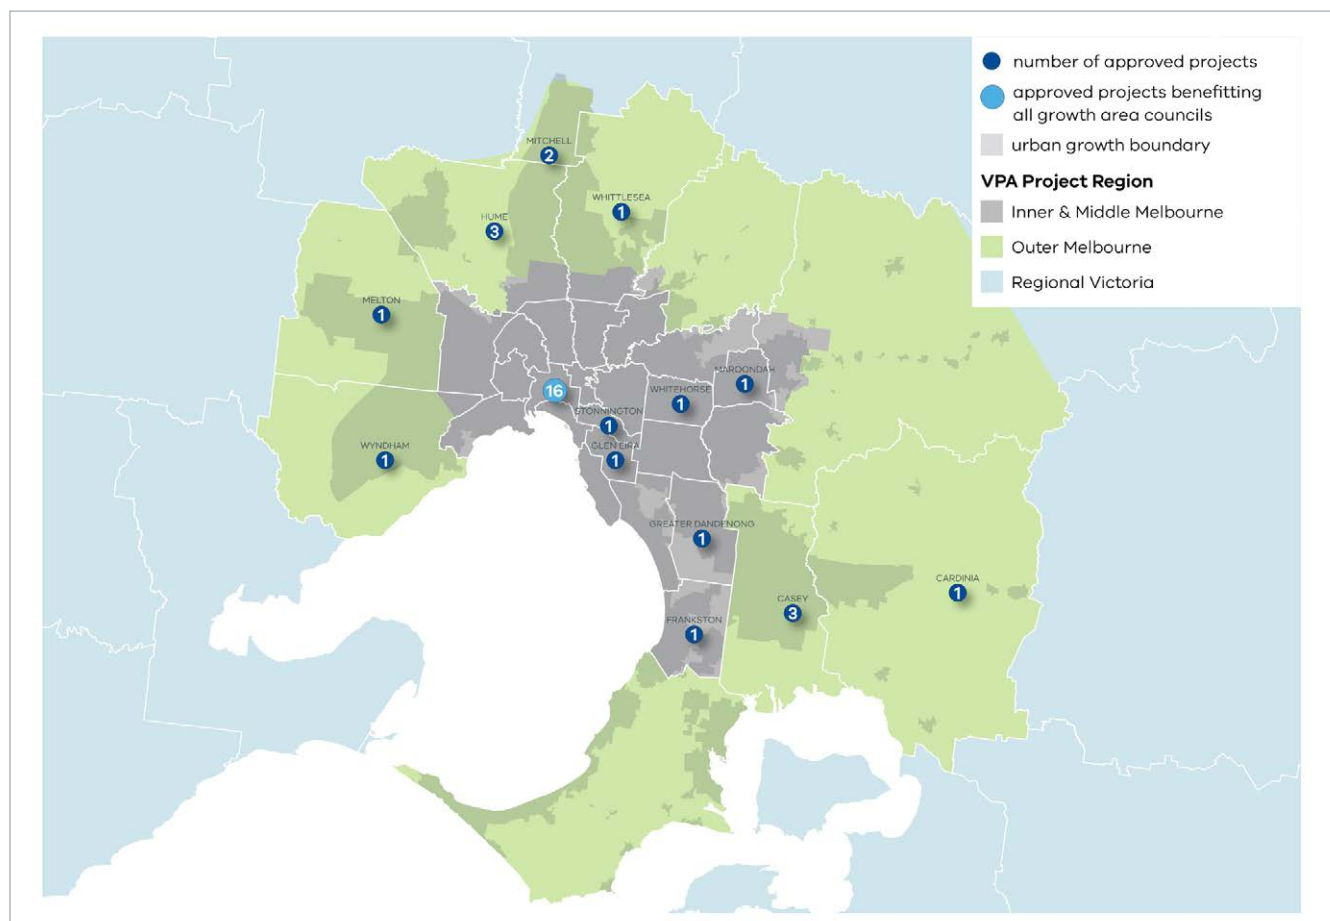 number of approved projects
approved projects benefitting
all growth area councils
urban growth boundary
VPA Project Region
Inner & Middle Melbourne
Outer Melbourne
Regional Victoria
MITCHELL
2
WHITTLESEA
1
HUME
3
MELTON
1
MAROONDAH
1
16
WHITEHORSE
1
STONNINGTON
1
GLEN EIRA
1
WYNDHAM
1
GREATER DANDENONG
1
CARDINIA
1
CASEY
3
FRANKSTON
1